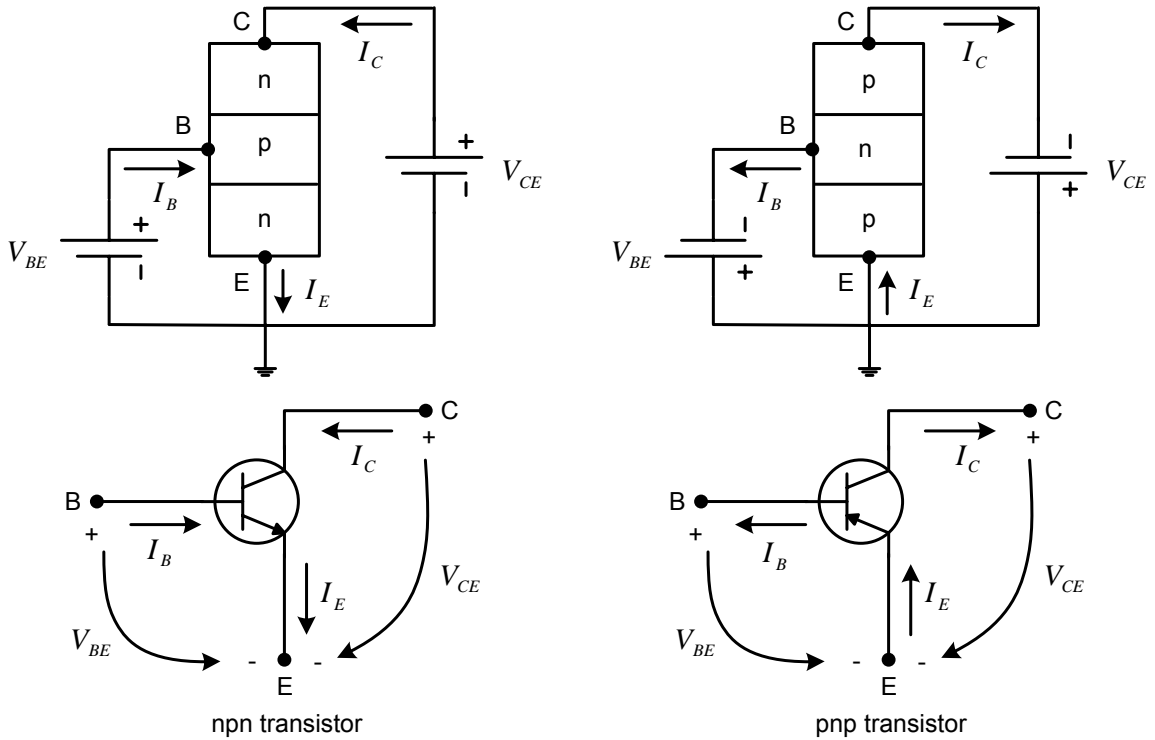 C
I_C
n
B
p
I_B
n
+
-
V_CE
+
-
V_BE
E
I_E
C
I_C
p
B
n
I_B
p
-
+
V_CE
-
+
V_BE
E
I_E
C
+
I_C
B
+
I_B
I_E
V_CE
V_BE
- -
E
npn transistor
C
+
I_C
B
+
I_B
I_E
V_CE
V_BE
- -
E
pnp transistor